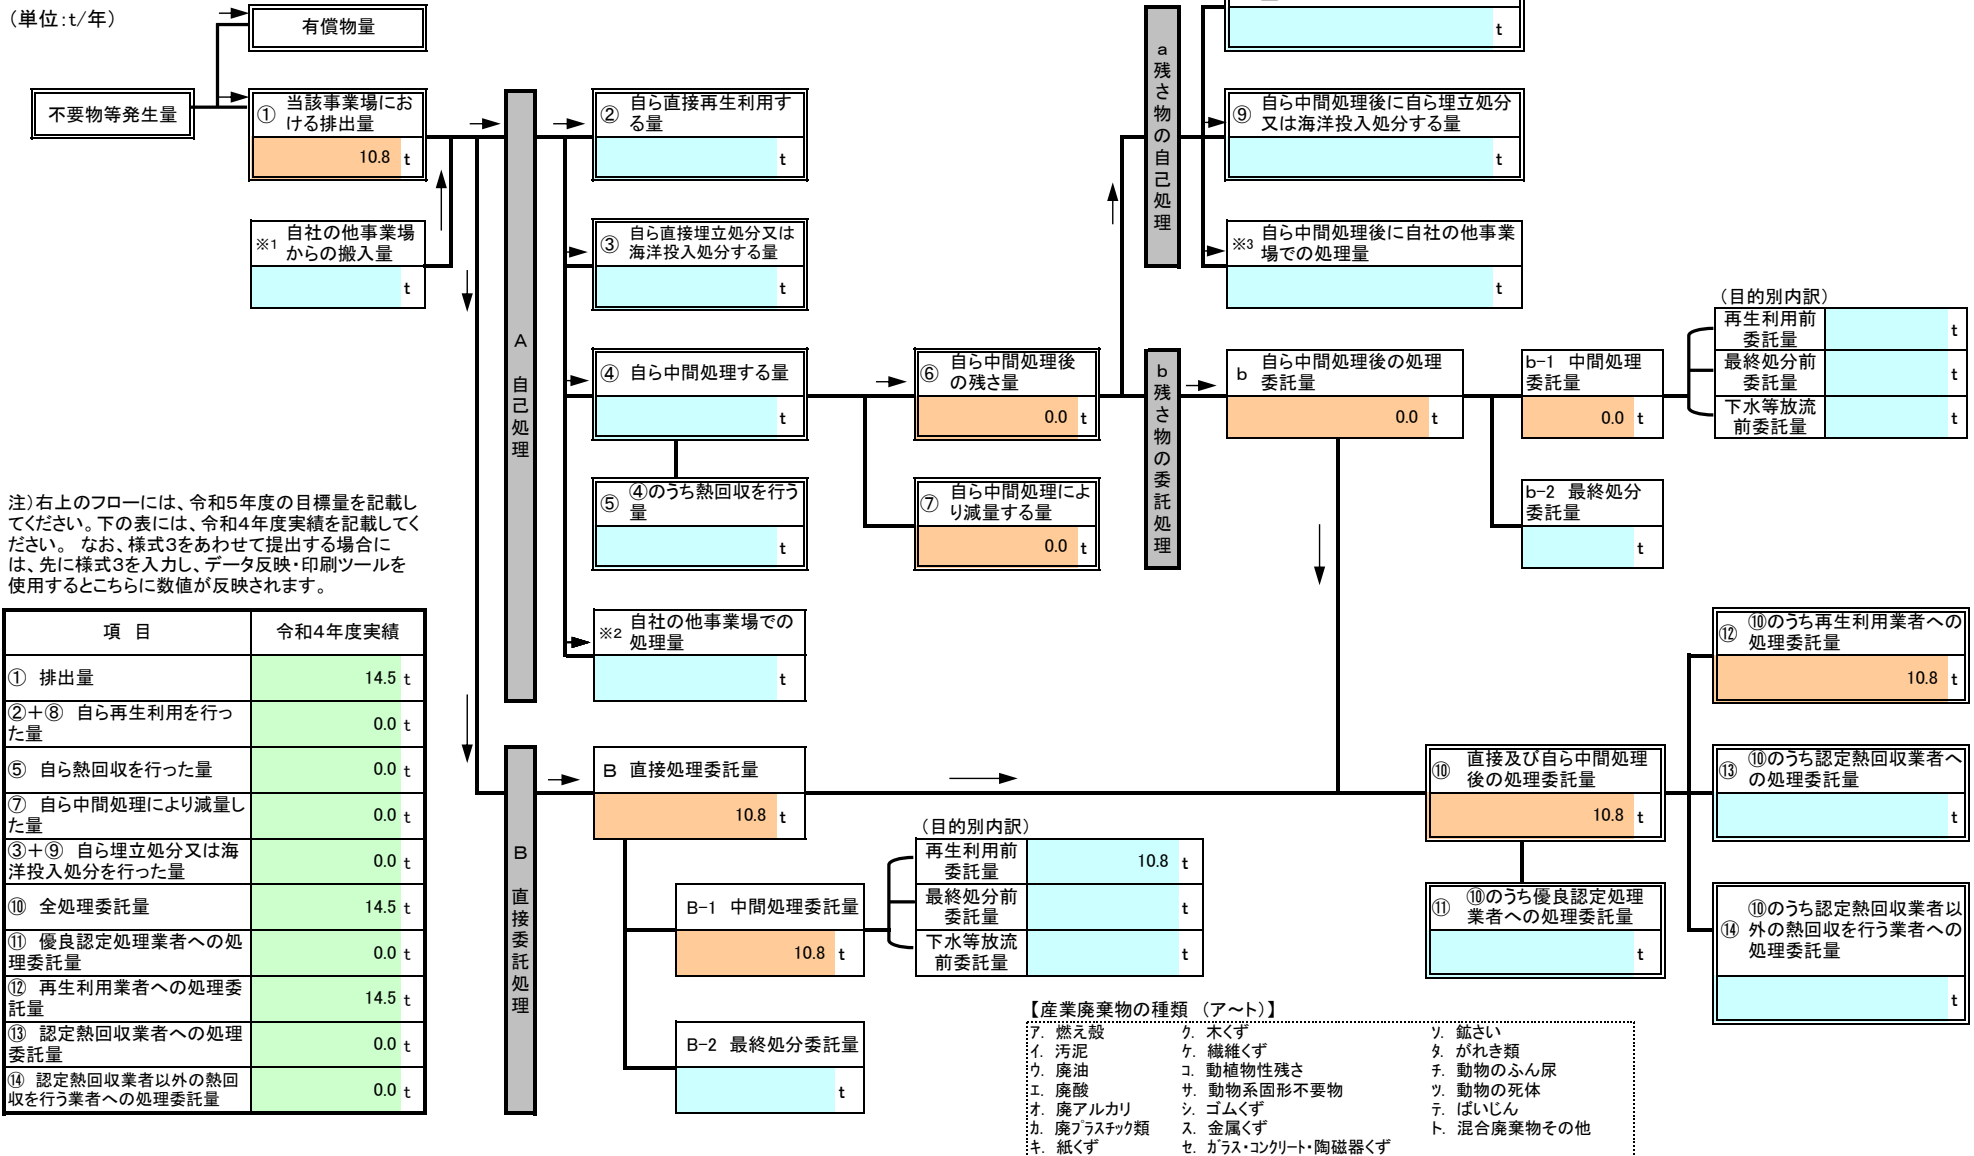 (単位:t/年)
有償物量
不要物等発生量
① 当該事業場における排出量
10.8 t
※1 自社の他事業場からの搬入量
t
A 自己処理
② 自ら直接再生利用する量
t
③ 自ら直接埋立処分又は海洋投入処分する量
t
④ 自ら中間処理する量
t
⑤ ④のうち熱回収を行う量
t
※2 自社の他事業場での処理量
t
⑥ 自ら中間処理後の残さ量
0.0 t
⑦ 自ら中間処理により減量する量
0.0 t
a 残さ物の自己処理
t
⑨ 自ら中間処理後に自ら埋立処分又は海洋投入処分する量
t
※3 自ら中間処理後に自社の他事業場での処理量
t
b 残さ物の委託処理
b 自ら中間処理後の処理委託量
0.0 t
b-1 中間処理委託量
0.0 t
b-2 最終処分委託量
t
(目的別内訳)
再生利用前委託量 t
最終処分前委託量 t
下水等放流前委託量 t
注)右上のフローには、令和5年度の目標量を記載し
てください。下の表には、令和4年度実績を記載してく
ださい。 なお、様式3をあわせて提出する場合に
は、先に様式3を入力し、データ反映・印刷ツールを
使用するとこちらに数値が反映されます。
項 目 令和4年度実績
① 排出量 14.5 t
②+⑧ 自ら再生利用を行った量 0.0 t
⑤ 自ら熱回収を行った量 0.0 t
⑦ 自ら中間処理により減量した量 0.0 t
③+⑨ 自ら埋立処分又は海洋投入処分を行った量 0.0 t
⑩ 全処理委託量 14.5 t
⑪ 優良認定処理業者への処理委託量 0.0 t
⑫ 再生利用業者への処理委託量 14.5 t
⑬ 認定熱回収業者への処理委託量 0.0 t
⑭ 認定熱回収業者以外の熱回収を行う業者への処理委託量 0.0 t
B 直接委託処理
B 直接処理委託量
10.8 t
B-1 中間処理委託量
10.8 t
B-2 最終処分委託量
t
(目的別内訳)
再生利用前委託量 10.8 t
最終処分前委託量 t
下水等放流前委託量 t
⑩ 直接及び自ら中間処理後の処理委託量
10.8 t
⑪ ⑩のうち優良認定処理業者への処理委託量
t
⑫ ⑩のうち再生利用業者への処理委託量
10.8 t
⑬ ⑩のうち認定熱回収業者への処理委託量
t
⑭ ⑩のうち認定熱回収業者以外の熱回収を行う業者への処理委託量
t
【産業廃棄物の種類 (ア~ト)】
ア. 燃え殻 ク. 木くず ソ. 鉱さい
イ. 汚泥 ケ. 繊維くず タ. がれき類
ウ. 廃油 コ. 動植物性残さ チ. 動物のふん尿
エ. 廃酸 サ. 動物系固形不要物 ツ. 動物の死体
オ. 廃アルカリ シ. ゴムくず テ. ばいじん
カ. 廃プラスチック類 ス. 金属くず ト. 混合廃棄物その他
キ. 紙くず セ. ガラス・コンクリート・陶磁器くず